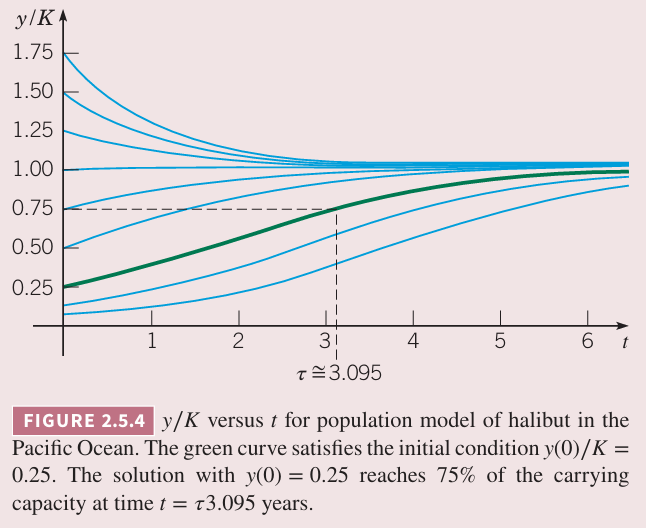 y/K
1.75
1.50
1.25
1.00
0.75
0.50
0.25
1 2 3 4 5 6 t
τ ≅ 3.095
FIGURE 2.5.4 y/K versus t for population model of halibut in the
Pacific Ocean. The green curve satisfies the initial condition y(0)/K =
0.25. The solution with y(0) = 0.25 reaches 75% of the carrying
capacity at time t = τ3.095 years.